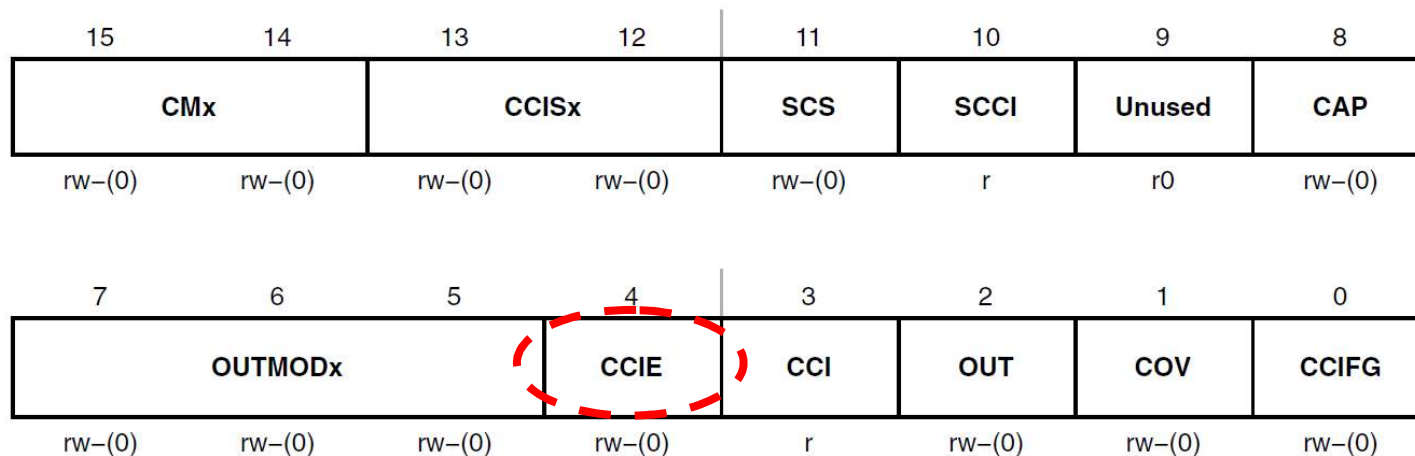 15 14 13 12 11 10 9 8
CMx CCISx SCS SCCI Unused CAP
rw−(0) rw−(0) rw−(0) rw−(0) rw−(0) r r0 rw−(0)
7 6 5 4 3 2 1 0
OUTMODx CCIE CCI OUT COV CCIFG
rw−(0) rw−(0) rw−(0) rw−(0) r rw−(0) rw−(0) rw−(0)